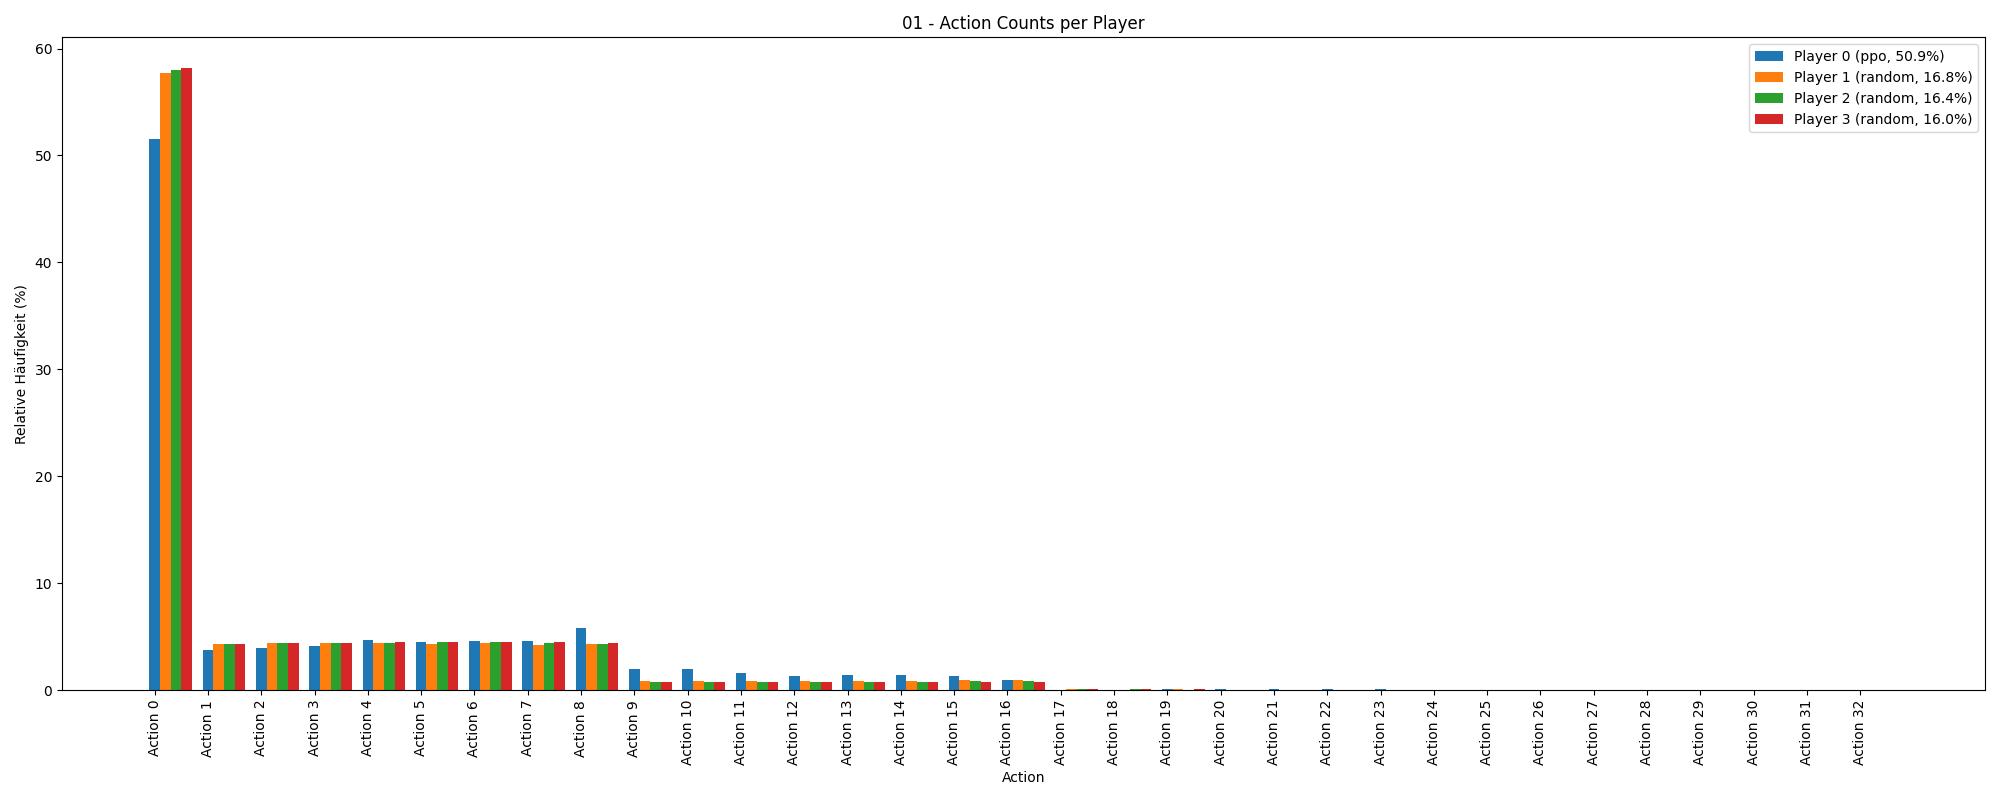 01 - Action Counts per Player
Relative Häufigkeit (%)
60
50
40
30
20
10
0
Player 0 (ppo, 50.9%)
Player 1 (random, 16.8%)
Player 2 (random, 16.4%)
Player 3 (random, 16.0%)
Action 0
Action 1
Action 2
Action 3
Action 4
Action 5
Action 6
Action 7
Action 8
Action 9
Action 10
Action 11
Action 12
Action 13
Action 14
Action 15
Action 16
Action 17
Action 18
Action 19
Action 20
Action 21
Action 22
Action 23
Action 24
Action 25
Action 26
Action 27
Action 28
Action 29
Action 30
Action 31
Action 32
Action